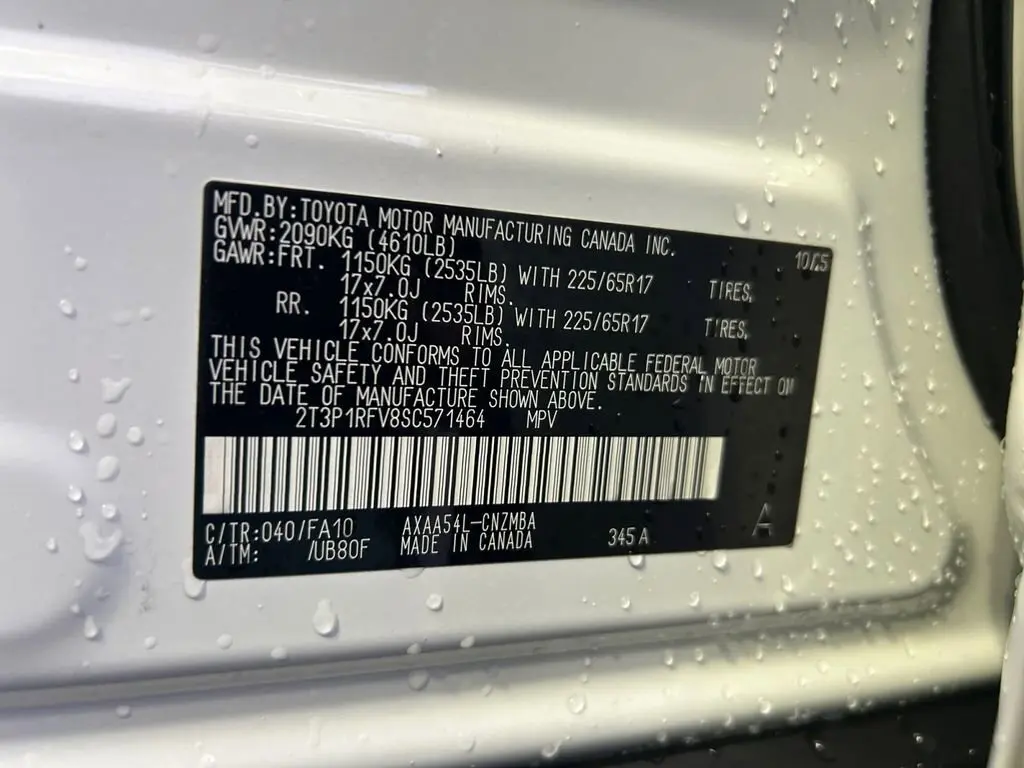 MFD.BY:TOYOTA MOTOR MANUFACTURING CANADA INC.
GVWR:2090KG (4610LB) 10/25
GAWR:FRT. 1150KG (2535LB) WITH 225/65R17 TIRES,
17x7.0J RIMS.
RR. 1150KG (2535LB) WITH 225/65R17 TIRES,
17x7.0J RIMS.
THIS VEHICLE CONFORMS TO ALL APPLICABLE FEDERAL MOTOR
VEHICLE SAFETY AND THEFT PREVENTION STANDARDS IN EFFECT ON
THE DATE OF MANUFACTURE SHOWN ABOVE.
2T3P1RFV8SC571464 MPV
C/TR:040/FA10 AXAA54L-CNZMBA 345A A
A/TM: /UB80F MADE IN CANADA